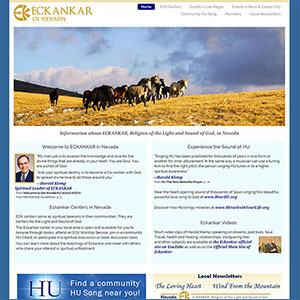 ECKANKAR
IN NEVADA
Home
ECK Centers
Events in Las Vegas
Events in Reno & Carson City
Community HU Song
Members
Local Newsletters
Information about ECKANKAR, Religion of the Light and Sound of God, in Nevada
Welcome to ECKANKAR in Nevada
"My main job is to awaken the knowledge and love for the
divine things that are already in your heart. You are Soul. You
are a child of God.
"And your spiritual destiny is to become a Co-worker with God
to spread divine love to all those around you."
—Harold Klemp
Spiritual Leader of ECKANKAR
Eckankar Centers in Nevada
ECK centers serve as spiritual beacons in their communities. They are
centers for the Light and Sound of God.
The Eckankar center in your local area is open and available for you to
browse through books, attend an ECK Worship Service, join in a community
HU Chant, or participate in a spiritual discussion or book discussion class.
You can learn more about the teachings of Eckankar and meet with others
who share your interest in spiritual unfoldment.
Experience the Sound of HU
"Singing HU has been practiced for thousands of years in one form or
another for inner attunement. In the same way a musician can use a tuning
fork to find the right pitch, the person singing HU tunes in to a higher
spiritual awareness."
—Harold Klemp
Hear the heart-opening sound of thousands of Souls singing this beautiful,
powerful love song to God at www.HearHU.org
Discover how HU brings miracles at www.MiraclesInYourLife.org
Eckankar Videos
Short video clips of Harold Klemp speaking on dreams, past lives, Soul
Travel, health and healing, relationships, conquering fear,
and other subjects are available at the Eckankar official
site on YouTube as well as at the Official Main Site of
Eckankar
HU
Find a community
HU Song near you!
Local Newsletters
The Loving Heart
Wind From the Mountain
Nevada
ECKANKAR